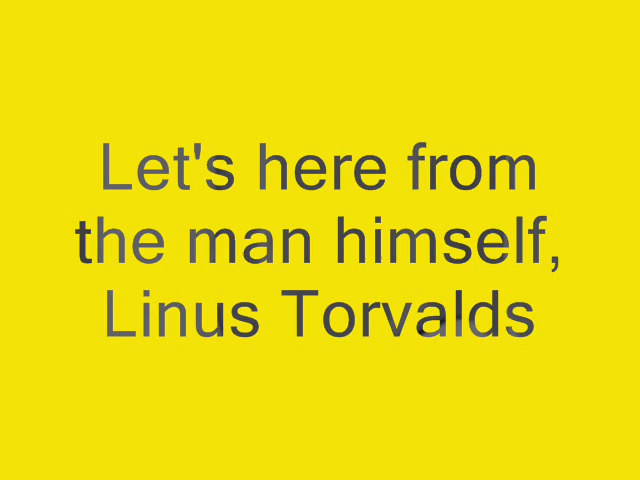 Let's here from
the man himself,
Linus Torvalds